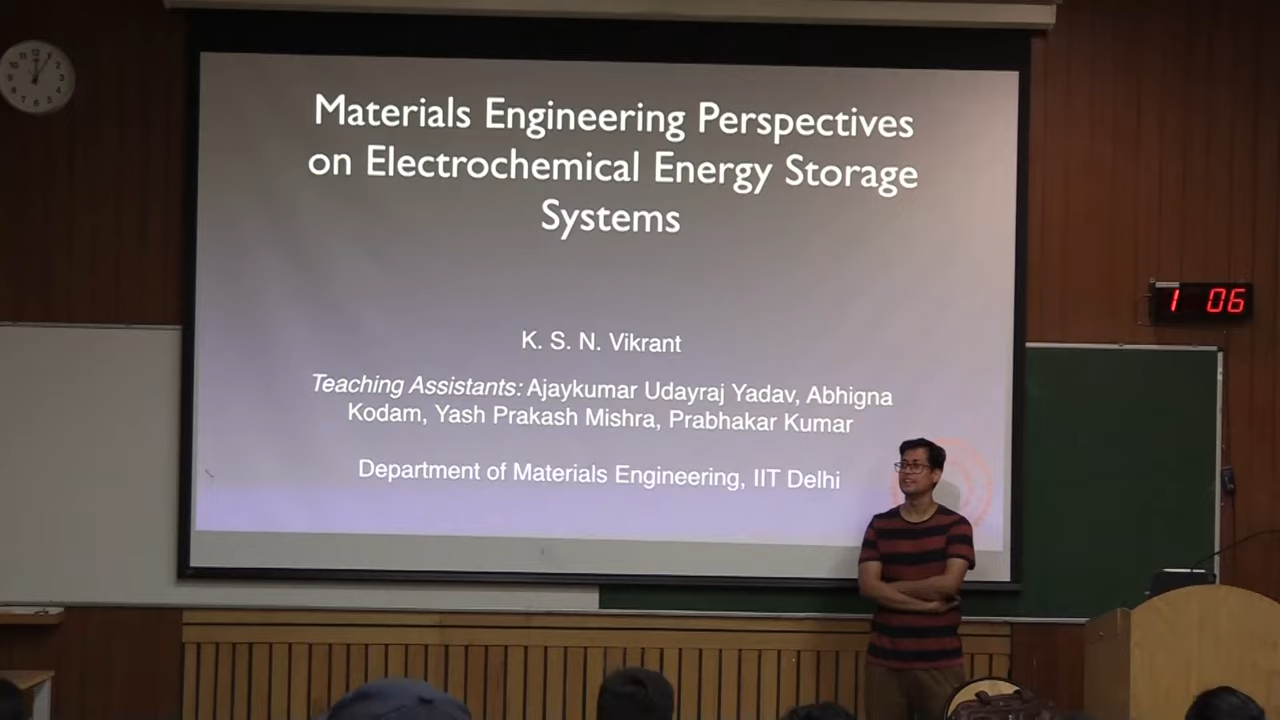 Materials Engineering Perspectives
on Electrochemical Energy Storage
Systems
K. S. N. Vikrant
Teaching Assistants: Ajaykumar Udayraj Yadav, Abhigna
Kodam, Yash Prakash Mishra, Prabhakar Kumar
Department of Materials Engineering, IIT Delhi
1 06